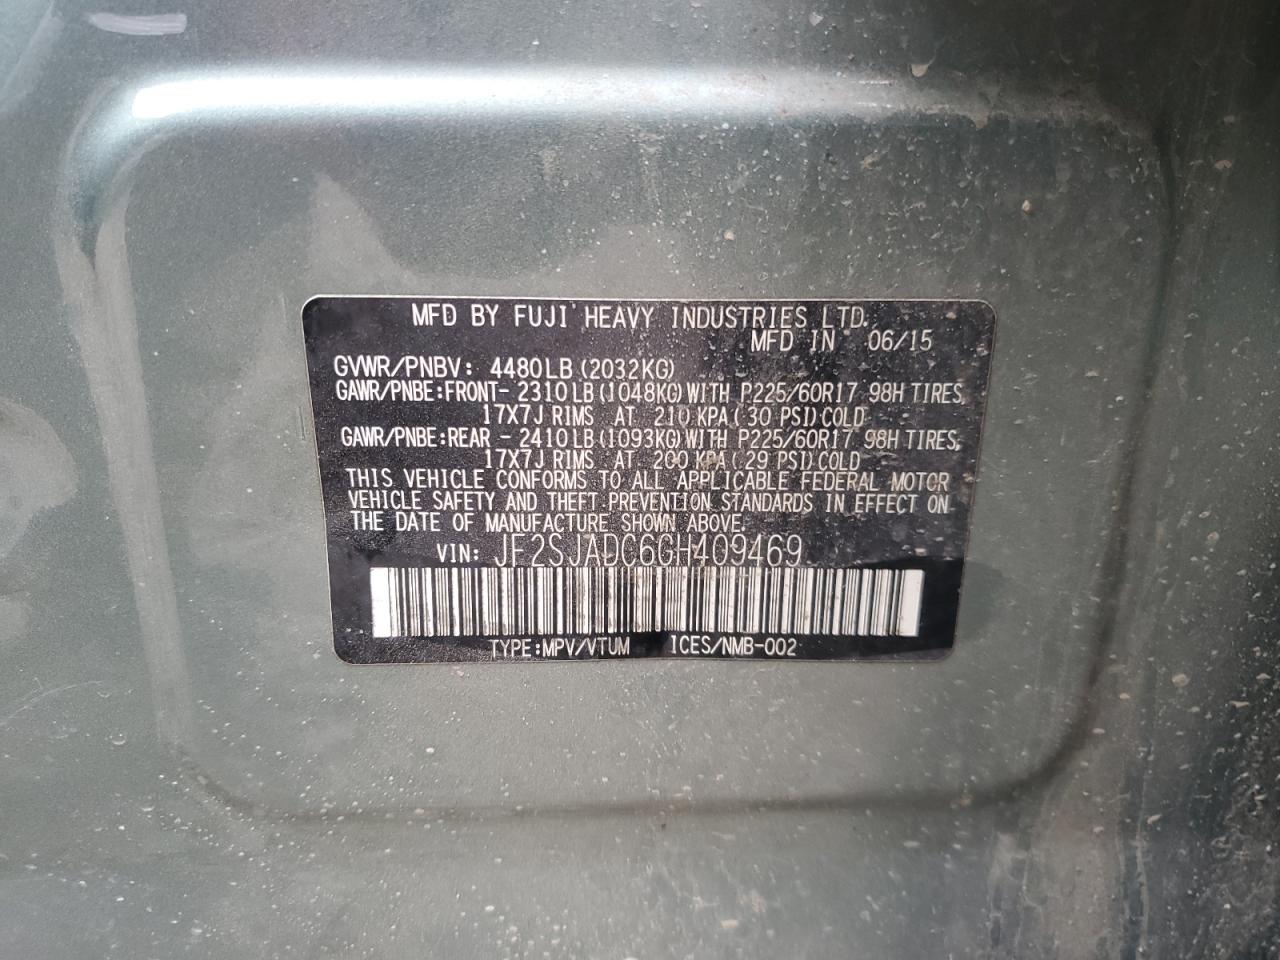 MFD BY FUJI HEAVY INDUSTRIES LTD.
MFD IN 06/15
GVWR/PNBV: 4480LB (2032KG)
GAWR/PNBE:FRONT- 2310LB (1048KG) WITH P225/60R17 98H TIRES,
17X7J RIMS AT 210 KPA(30 PSI) COLD
GAWR/PNBE:REAR - 2410LB (1093KG) WITH P225/60R17 98H TIRES,
17X7J RIMS AT 200 KPA(29 PSI) COLD
THIS VEHICLE CONFORMS TO ALL APPLICABLE FEDERAL MOTOR
VEHICLE SAFETY AND THEFT PREVENTION STANDARDS IN EFFECT ON
THE DATE OF MANUFACTURE SHOWN ABOVE.
VIN: JF2SJADC6GH409469
TYPE:MPV/VTUM ICES/NMB-002